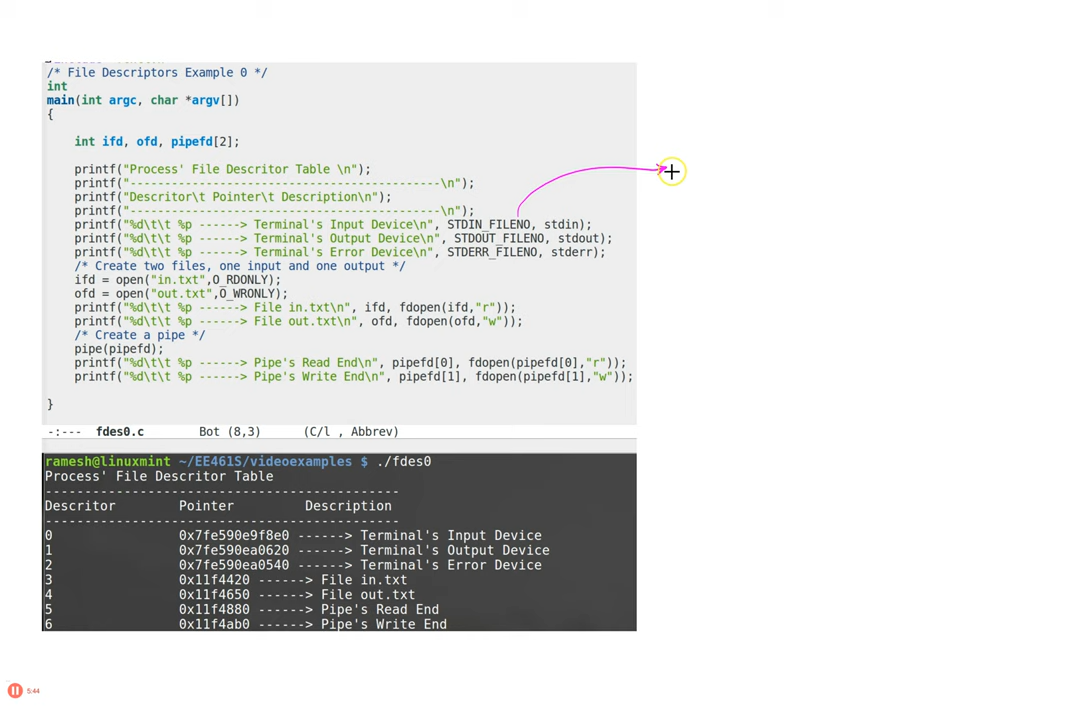 /* File Descriptors Example 0 */
int
main(int argc, char *argv[])
{
int ifd, ofd, pipefd[2];
printf("Process' File Descritor Table \n");
printf("-----------------------------------------\n");
printf("Descritor\t Pointer\t Description\n");
printf("-----------------------------------------\n");
printf("%d\t\t %p ------> Terminal's Input Device\n", STDIN_FILENO, stdin);
printf("%d\t\t %p ------> Terminal's Output Device\n", STDOUT_FILENO, stdout);
printf("%d\t\t %p ------> Terminal's Error Device\n", STDERR_FILENO, stderr);
/* Create two files, one input and one output */
ifd = open("in.txt",O_RDONLY);
ofd = open("out.txt",O_WRONLY);
printf("%d\t\t %p ------> File in.txt\n", ifd, fdopen(ifd,"r"));
printf("%d\t\t %p ------> File out.txt\n", ofd, fdopen(ofd,"w"));
/* Create a pipe */
pipe(pipefd);
printf("%d\t\t %p ------> Pipe's Read End\n", pipefd[0], fdopen(pipefd[0],"r"));
printf("%d\t\t %p ------> Pipe's Write End\n", pipefd[1], fdopen(pipefd[1],"w"));
}
-:--- fdes0.c Bot (8,3) (C/l , Abbrev)
ramesh@linuxmint ~/EE461S/videoexamples $ ./fdes0
Process' File Descritor Table
---------------------------------------------
Descritor Pointer Description
---------------------------------------------
0 0x7fe590e9f8e0 ------> Terminal's Input Device
1 0x7fe590ea0620 ------> Terminal's Output Device
2 0x7fe590ea0540 ------> Terminal's Error Device
3 0x11f4420 ------> File in.txt
4 0x11f4650 ------> File out.txt
5 0x11f4880 ------> Pipe's Read End
6 0x11f4ab0 ------> Pipe's Write End
5:44